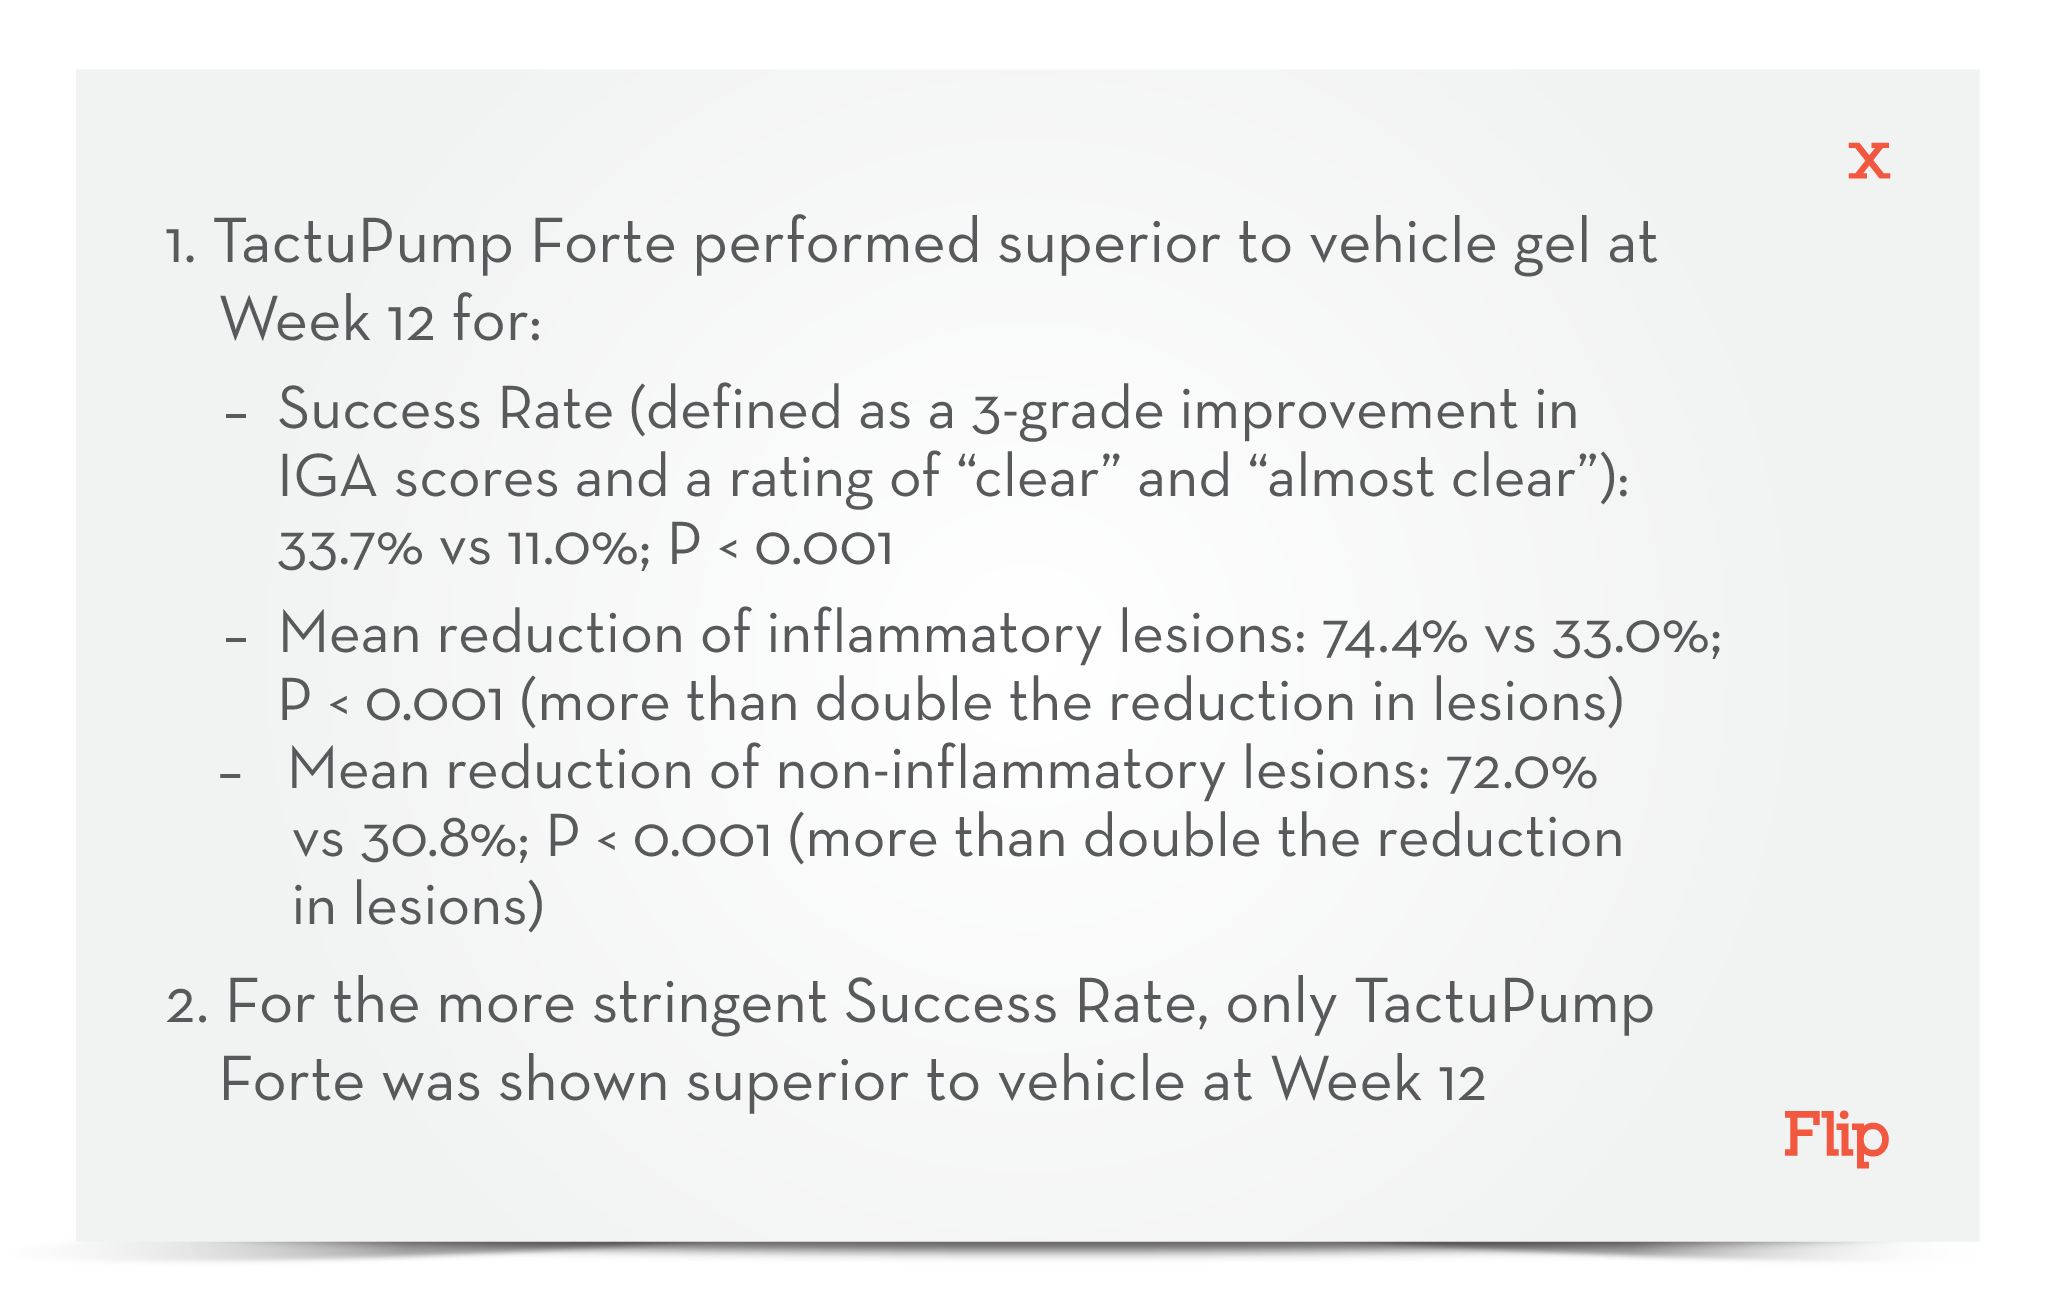 x
1. TactuPump Forte performed superior to vehicle gel at
Week 12 for:
– Success Rate (defined as a 3-grade improvement in
IGA scores and a rating of “clear” and “almost clear”):
33.7% vs 11.0%; P < 0.001
– Mean reduction of inflammatory lesions: 74.4% vs 33.0%;
P < 0.001 (more than double the reduction in lesions)
– Mean reduction of non-inflammatory lesions: 72.0%
vs 30.8%; P < 0.001 (more than double the reduction
in lesions)
2. For the more stringent Success Rate, only TactuPump
Forte was shown superior to vehicle at Week 12
Flip